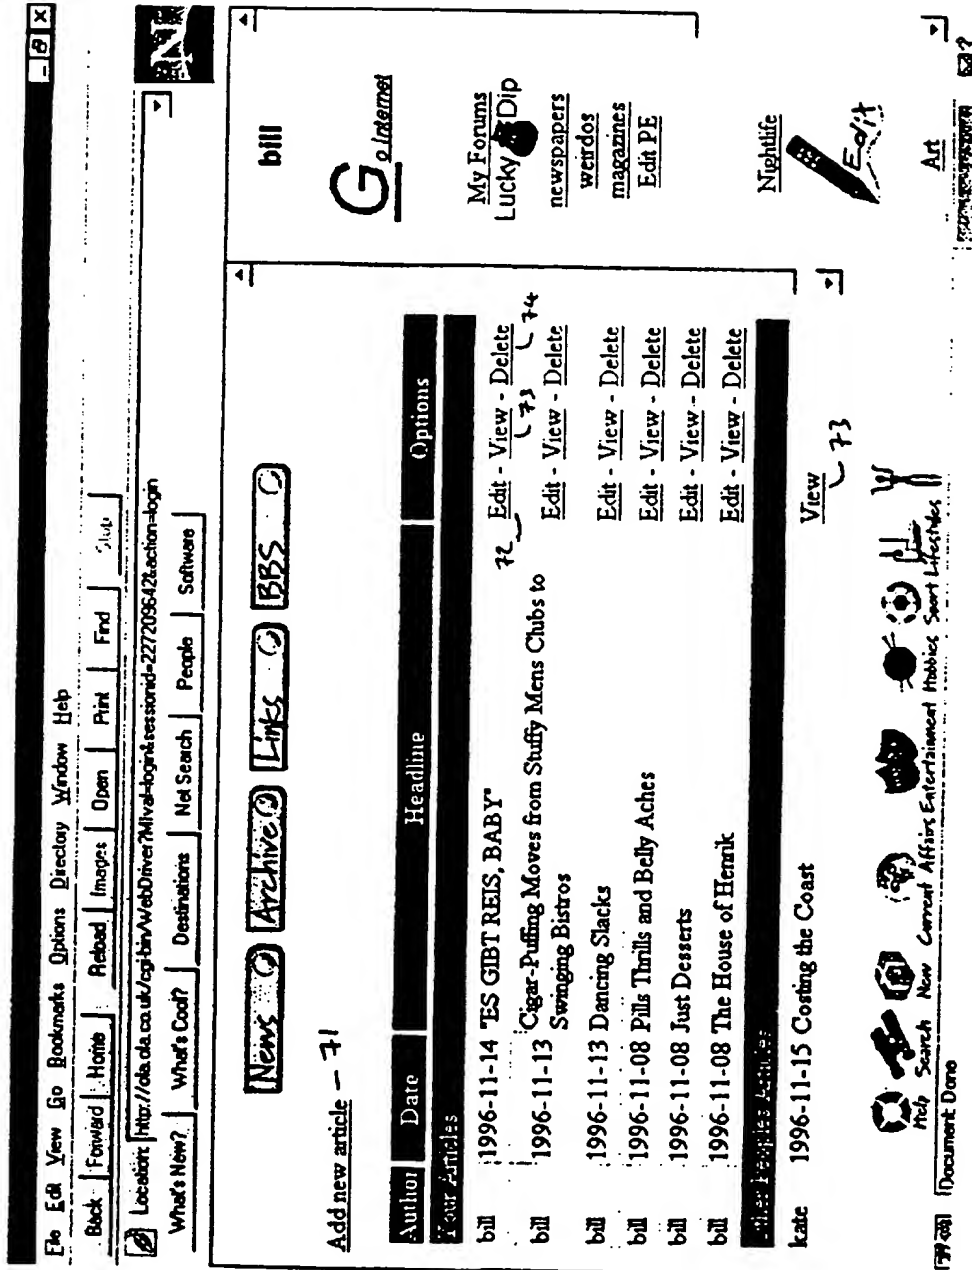 File Edit View Go Bookmarks Options Directory Window Help
Back Forward Home Reload Images Open Print Find Stop
Location: http://ola.ola.co.uk/cgi-bin/WebDriver?MIval=login&sessionid=2272209642&action=login
What's New? What's Cool? Destinations Net Search People Software
News Archive Links BBS
Add new article - 71
Author Date Headline Options
Your Articles
bill 1996-11-14 "ES GIBT REIS, BABY" Edit - View - Delete
72 73 74
bill 1996-11-13 Cigar-Puffing Moves from Stuffy Mens Clubs to Edit - View - Delete
Swinging Bistros
bill 1996-11-13 Dancing Slacks Edit - View - Delete
bill 1996-11-08 Pills Thrills and Belly Aches Edit - View - Delete
bill 1996-11-08 Just Desserts Edit - View - Delete
bill 1996-11-08 The House of Henrik Edit - View - Delete
Other Peoples Articles
kate 1996-11-15 Costing the Coast View
73
bill
Go Internet
My Forums
Lucky Dip
newspapers
weirdos
magazines
Edit PE
Nightlife
Edit
Art
Help Search New Current Affairs Entertainment Hobbies Sport Lifestyles
Document: Done